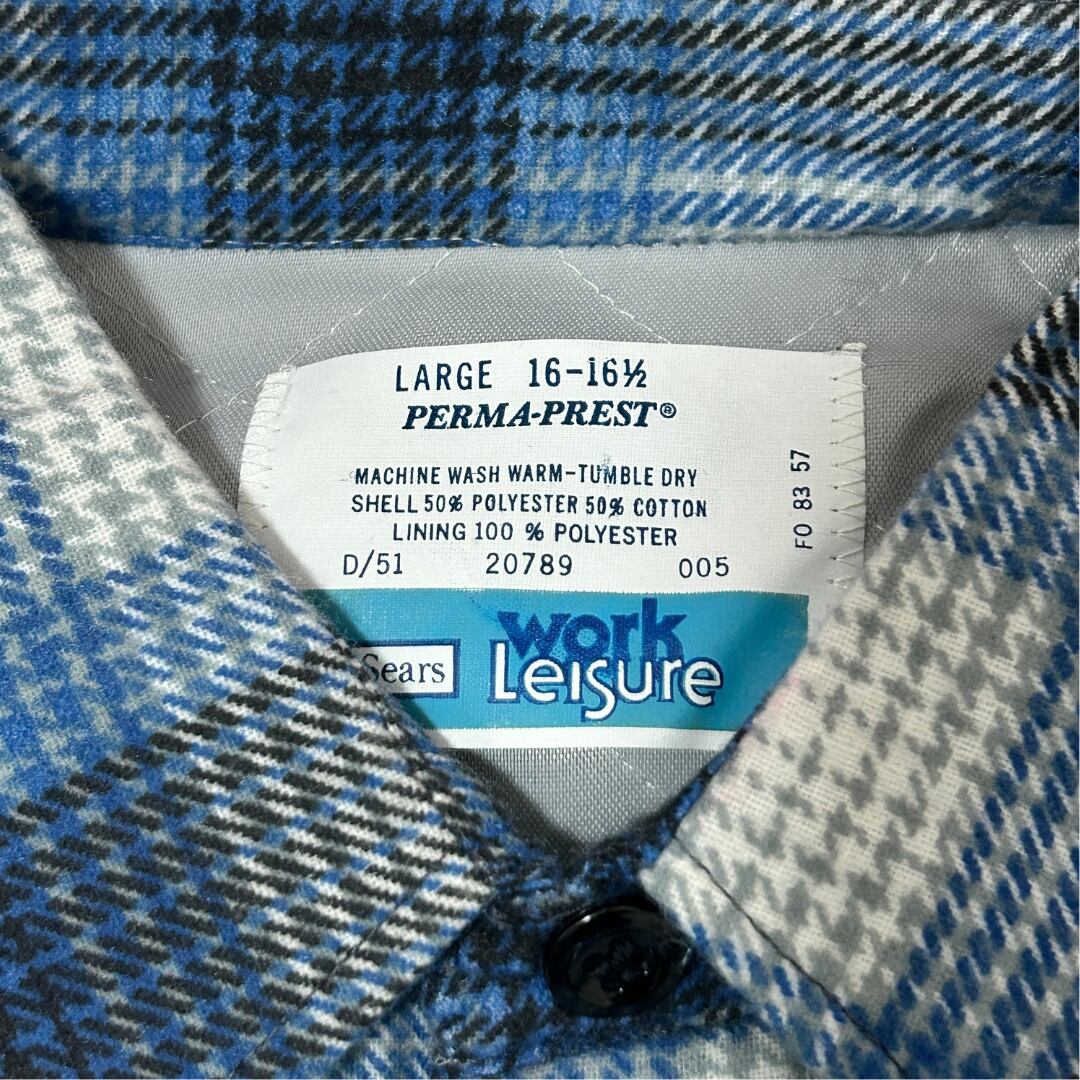 LARGE 16-16½
PERMA-PREST®
MACHINE WASH WARM-TUMBLE DRY
SHELL 50% POLYESTER 50% COTTON
LINING 100 % POLYESTER
D/51 20789 005
FO 83 57
Sears
work
Leisure